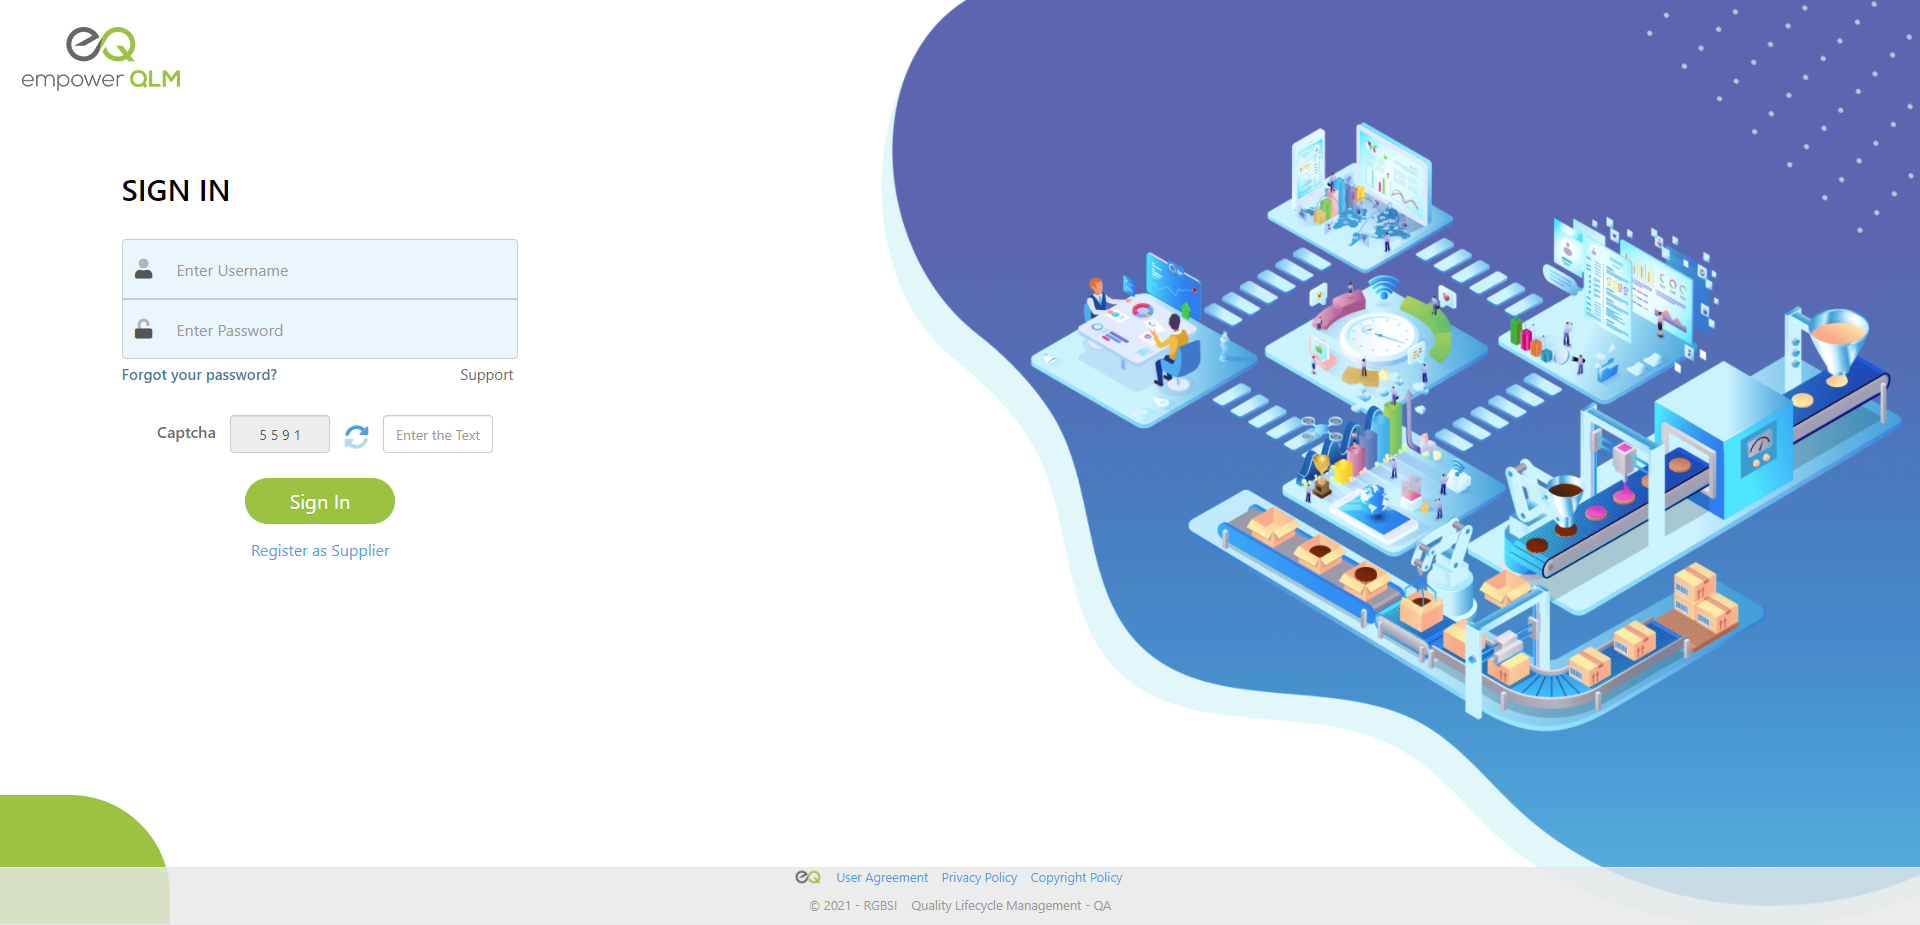 eQ
empower QLM
SIGN IN
Enter Username
Enter Password
Forgot your password? Support
Captcha 5 5 9 1 Enter the Text
Sign In
Register as Supplier
eQ User Agreement Privacy Policy Copyright Policy
© 2021 - RGBSI Quality Lifecycle Management - QA